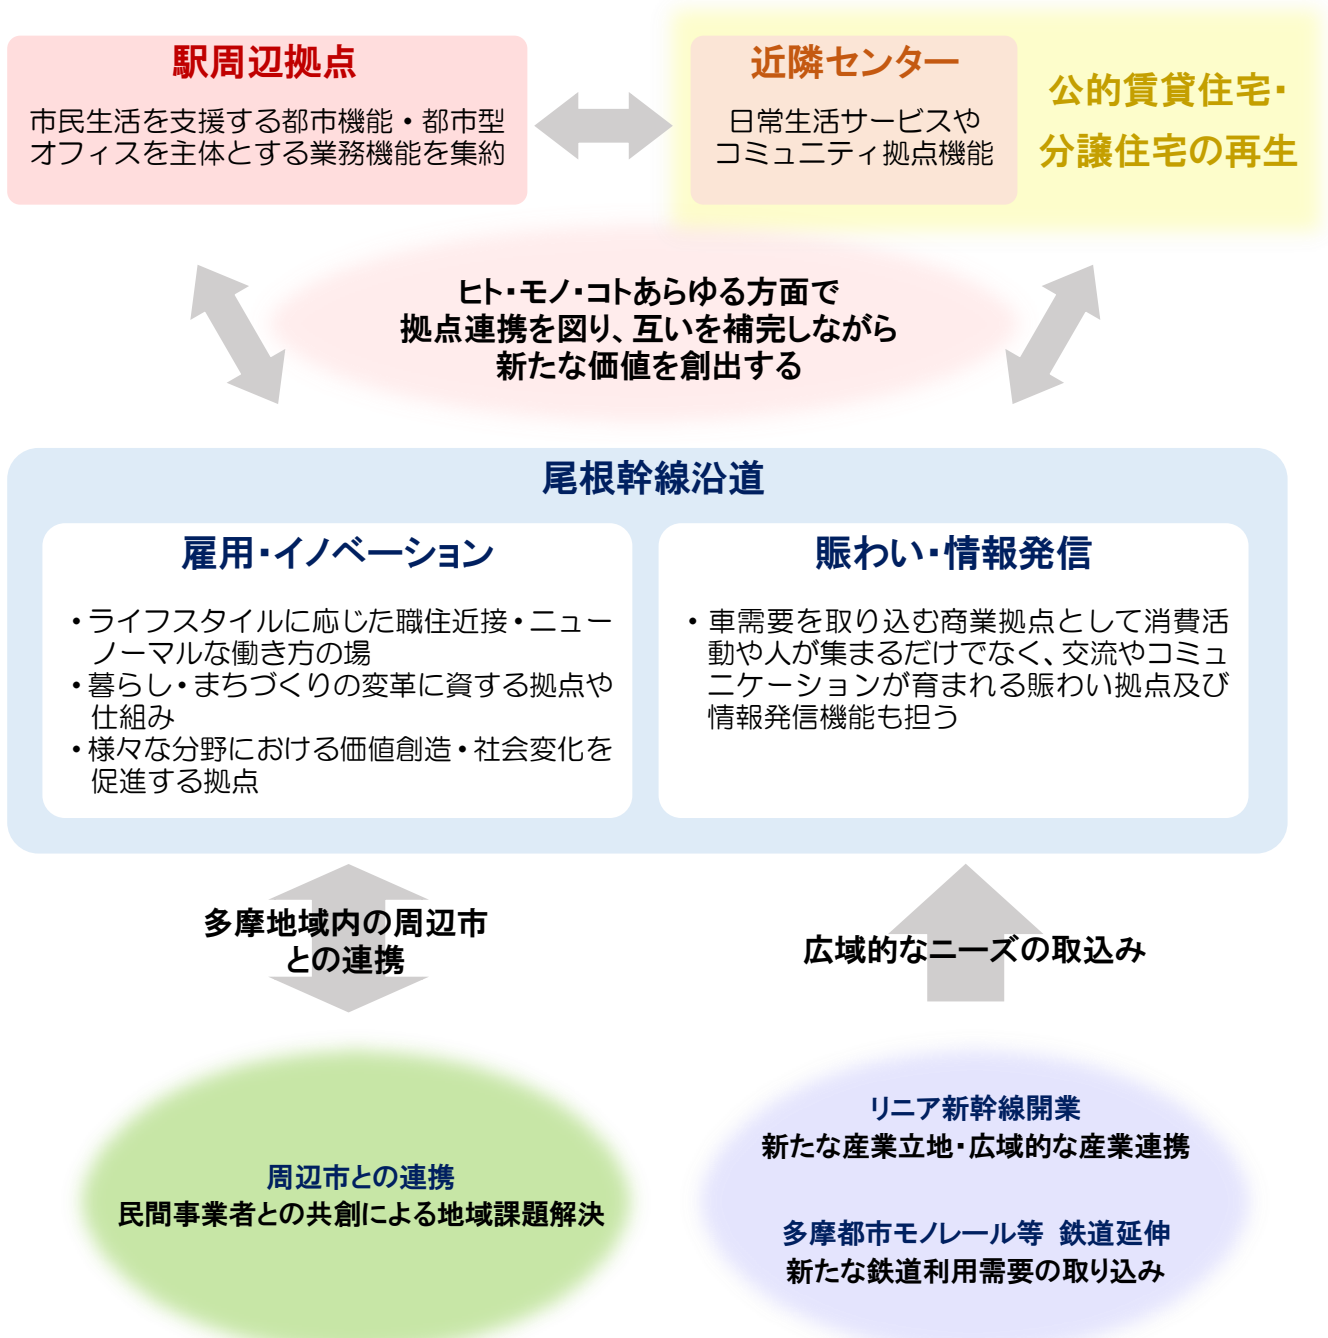 駅周辺拠点
市民生活を支援する都市機能・都市型
オフィスを主体とする業務機能を集約
近隣センター
日常生活サービスや
コミュニティ拠点機能
公的賃貸住宅・
分譲住宅の再生
ヒト・モノ・コトあらゆる方面で
拠点連携を図り、互いを補完しながら
新たな価値を創出する
尾根幹線沿道
雇用・イノベーション
・ライフスタイルに応じた職住近接・ニュー
ノーマルな働き方の場
・暮らし・まちづくりの変革に資する拠点や
仕組み
・様々な分野における価値創造・社会変化を
促進する拠点
賑わい・情報発信
・車需要を取り込む商業拠点として消費活
動や人が集まるだけでなく、交流やコミュ
ニケーションが育まれる賑わい拠点及び
情報発信機能も担う
多摩地域内の周辺市
との連携
広域的なニーズの取込み
周辺市との連携
民間事業者との共創による地域課題解決
リニア新幹線開業
新たな産業立地・広域的な産業連携
多摩都市モノレール等 鉄道延伸
新たな鉄道利用需要の取り込み